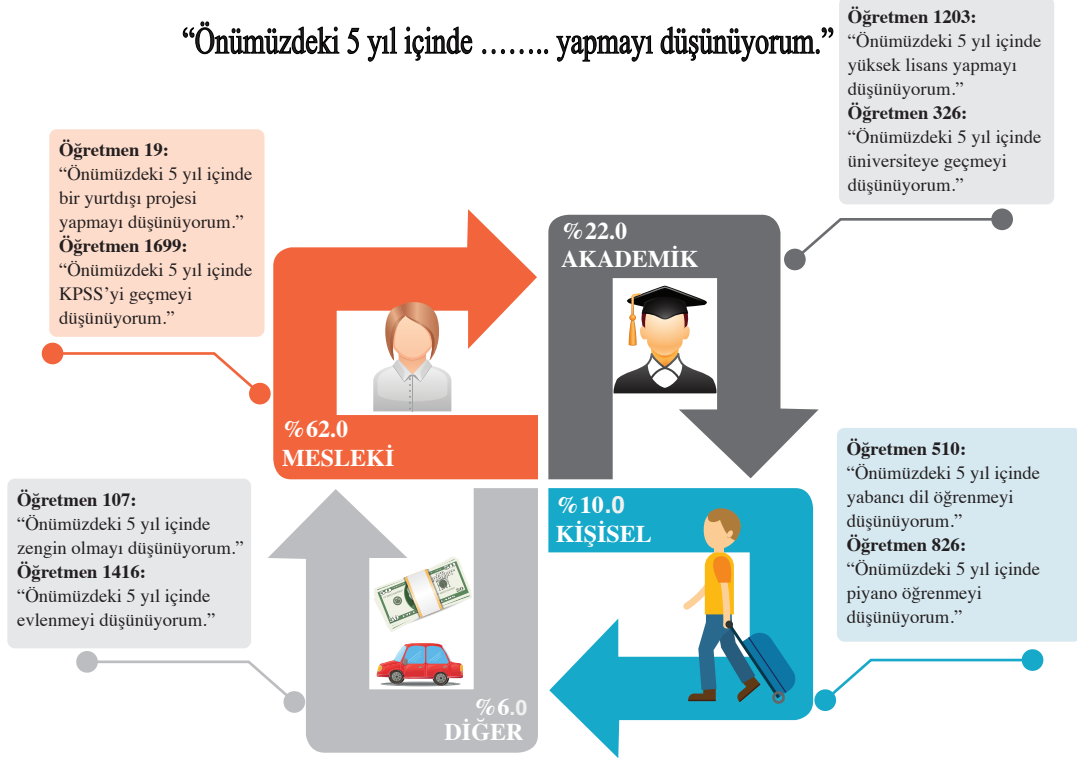 “Önümüzdeki 5 yıl içinde …….. yapmayı düşünüyorum.”
Öğretmen 1203:
“Önümüzdeki 5 yıl içinde
yüksek lisans yapmayı
düşünüyorum.”
Öğretmen 326:
“Önümüzdeki 5 yıl içinde
üniversiteye geçmeyi
düşünüyorum.”
Öğretmen 19:
“Önümüzdeki 5 yıl içinde
bir yurtdışı projesi
yapmayı düşünüyorum.”
Öğretmen 1699:
“Önümüzdeki 5 yıl içinde
KPSS’yi geçmeyi
düşünüyorum.”
%22.0
AKADEMİK
%62.0
MESLEKİ
Öğretmen 510:
“Önümüzdeki 5 yıl içinde
yabancı dil öğrenmeyi
düşünüyorum.”
Öğretmen 826:
“Önümüzdeki 5 yıl içinde
piyano öğrenmeyi
düşünüyorum.”
%10.0
KİŞİSEL
Öğretmen 107:
“Önümüzdeki 5 yıl içinde
zengin olmayı düşünüyorum.”
Öğretmen 1416:
“Önümüzdeki 5 yıl içinde
evlenmeyi düşünüyorum.”
%6.0
DİĞER